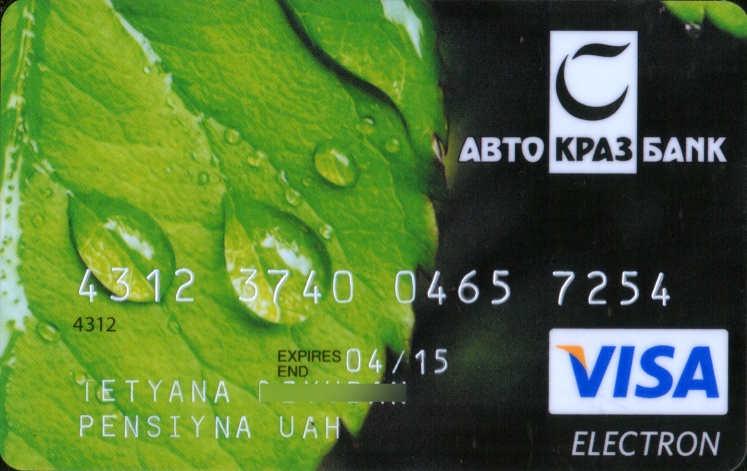 АВТО КРАЗ БАНК
4312 3740 0465 7254
4312
EXPIRES END 04/15
TETYANA
PENSIYNA UAH
VISA
ELECTRON